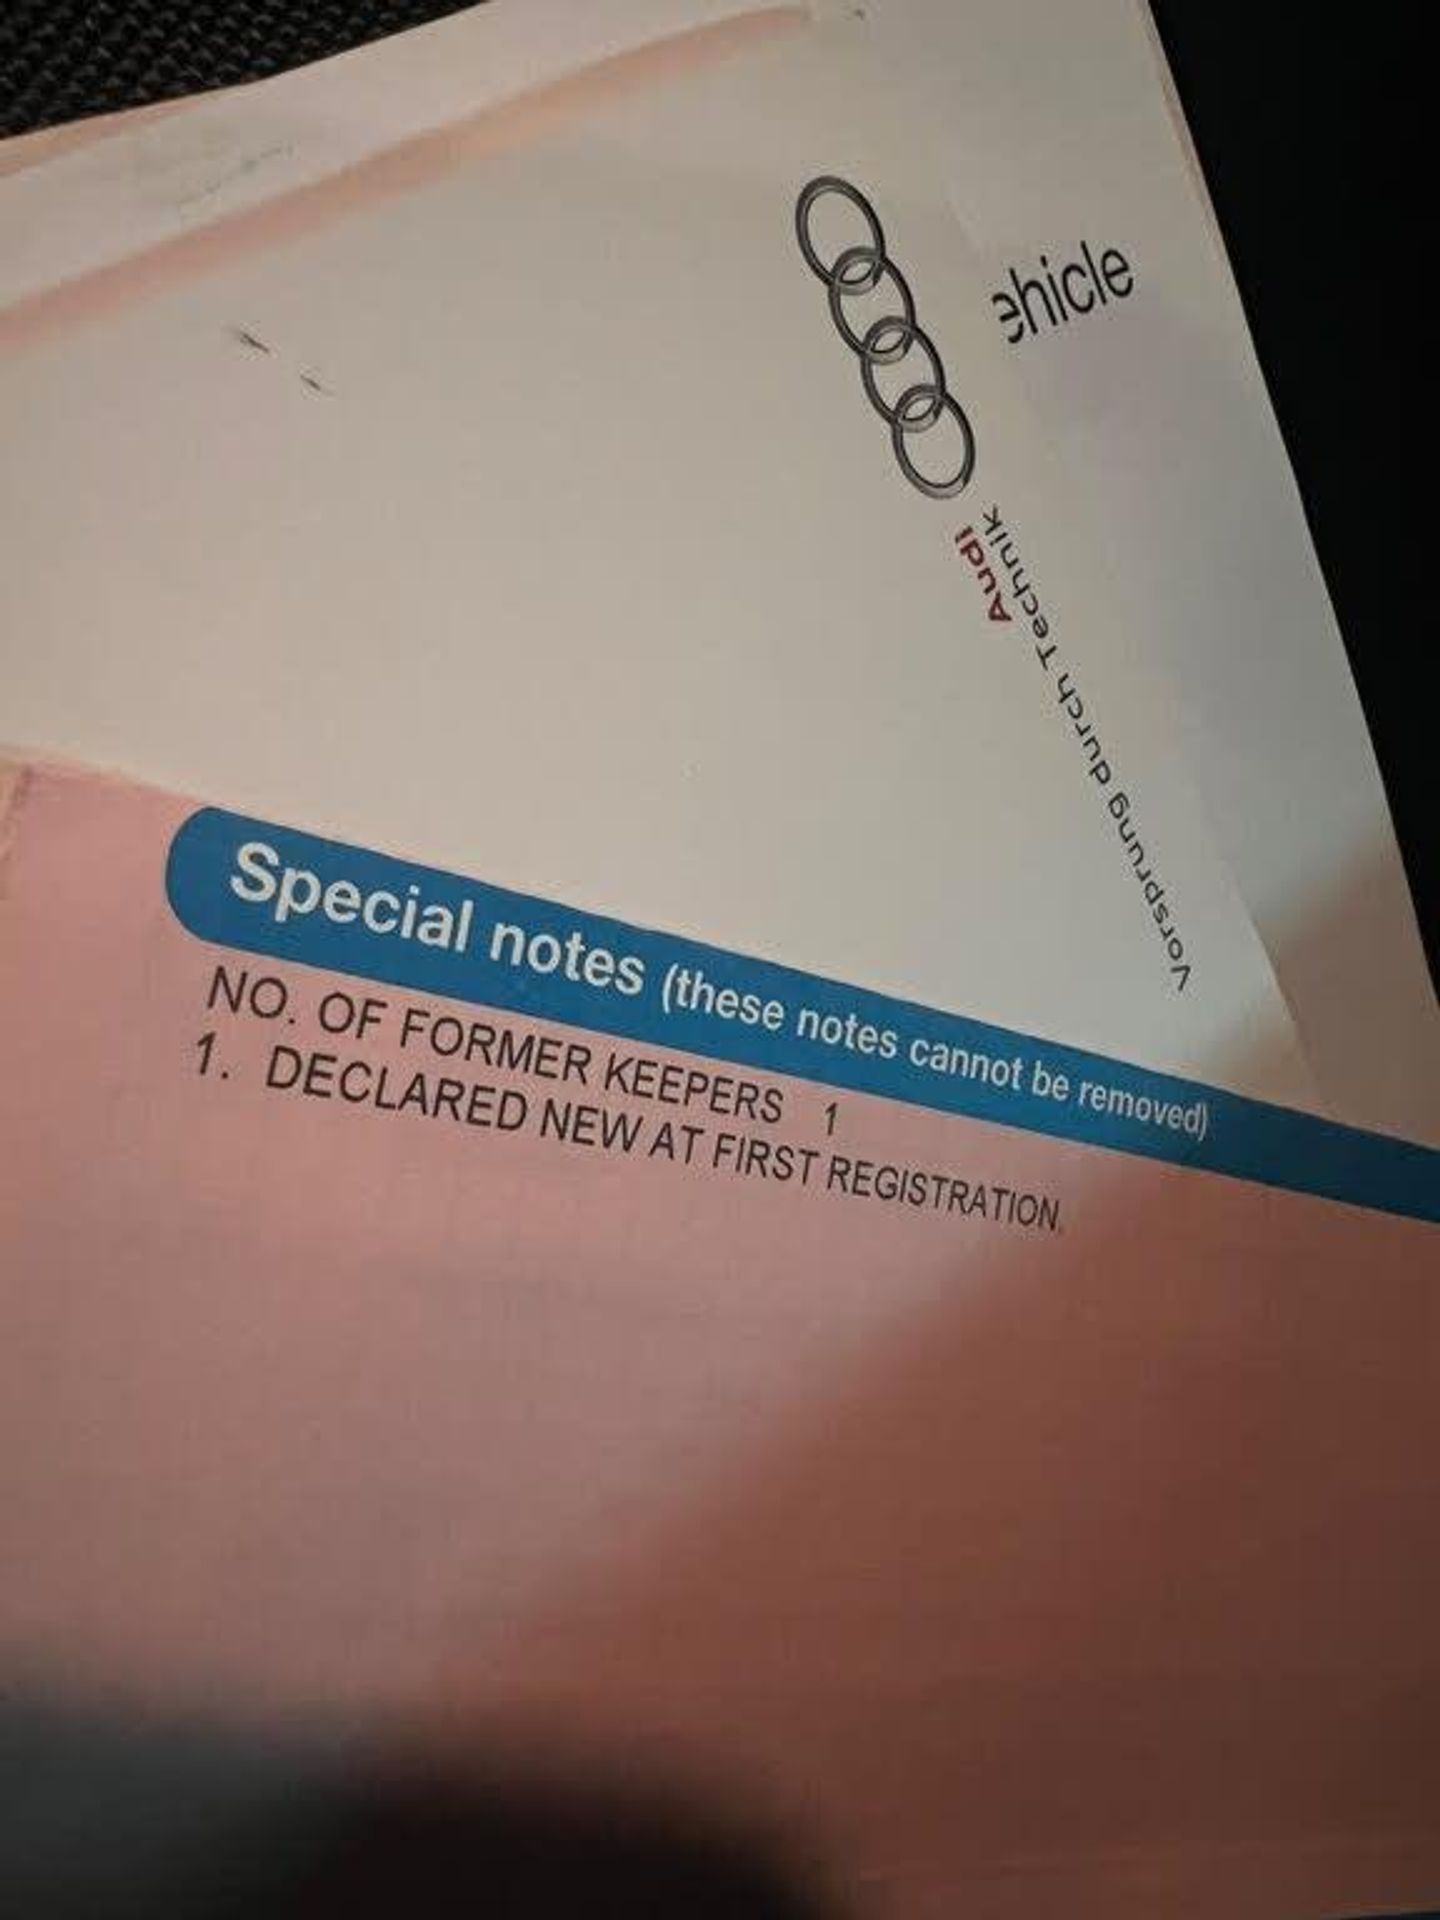 ehicle
Audi
Vorsprung durch Technik
Special notes (these notes cannot be removed)
NO. OF FORMER KEEPERS 1
1. DECLARED NEW AT FIRST REGISTRATION.